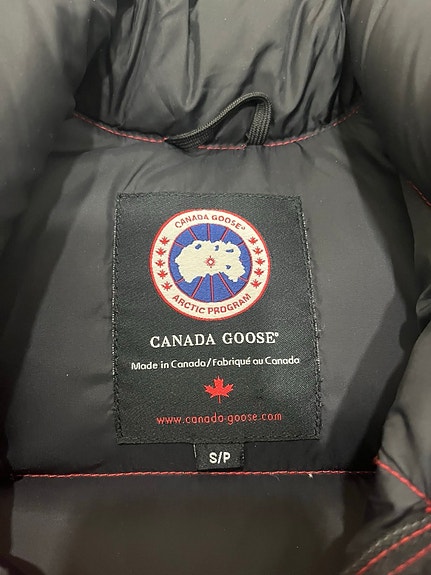 CANADA GOOSE®
ARCTIC PROGRAM
CANADA GOOSE®
Made in Canada/Fabriqué au Canada
www.canada-goose.com
S/P